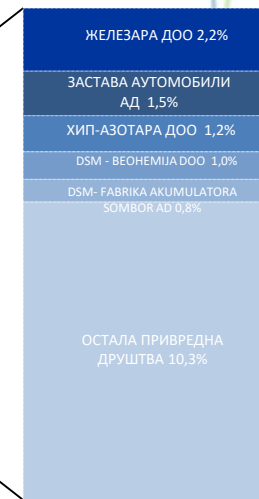 ЖЕЛЕЗАРА ДОО 2,2%
ЗАСТАВА АУТОМОБИЛИ
АД 1,5%
ХИП-АЗОТАРА ДОО 1,2%
DSM - BEOHEMIJA DOO 1,0%
DSM- FABRIKA AKUMULATORA
SOMBOR AD 0,8%
ОСТАЛА ПРИВРЕДНА
ДРУШТВА 10,3%